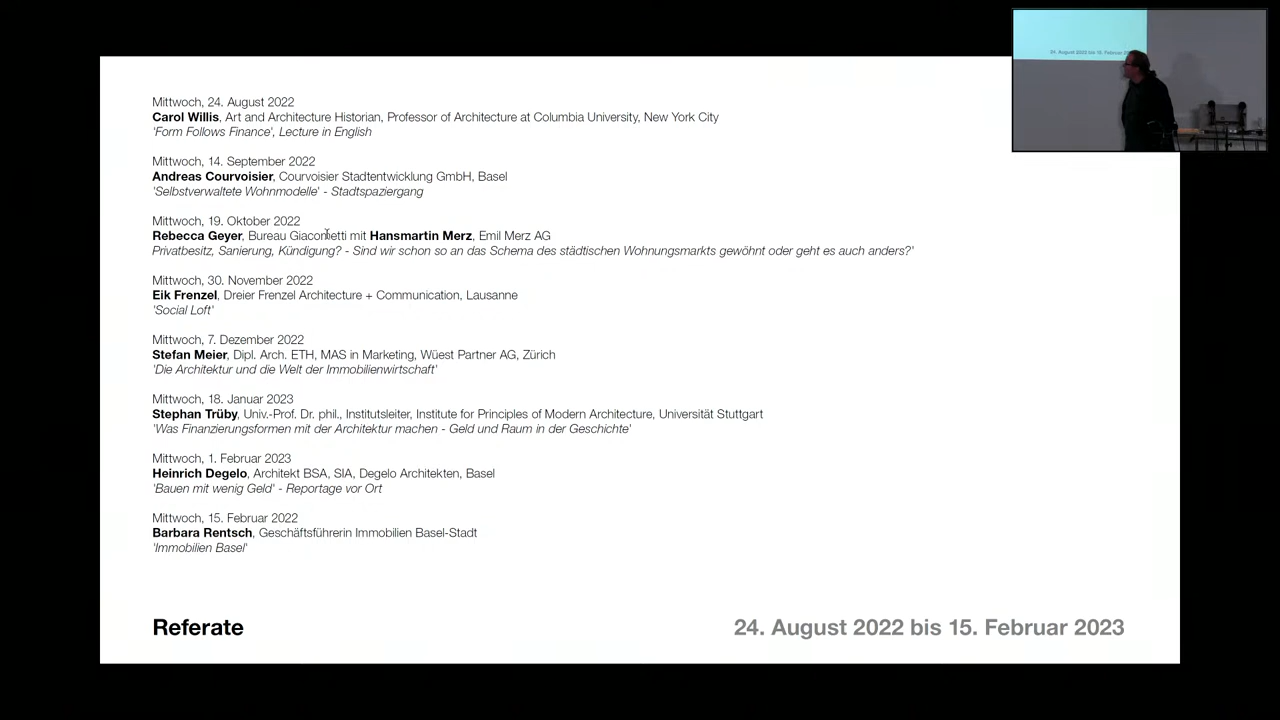 24. August 2022 bis 15. Februar 20
Mittwoch, 24. August 2022
Carol Willis, Art and Architecture Historian, Professor of Architecture at Columbia University, New York City
'Form Follows Finance', Lecture in English
Mittwoch, 14. September 2022
Andreas Courvoisier, Courvoisier Stadtentwicklung GmbH, Basel
'Selbstverwaltete Wohnmodelle' - Stadtspaziergang
Mittwoch, 19. Oktober 2022
Rebecca Geyer, Bureau Giacometti mit Hansmartin Merz, Emil Merz AG
Privatbesitz, Sanierung, Kündigung? - Sind wir schon so an das Schema des städtischen Wohnungsmarkts gewöhnt oder geht es auch anders?'
Mittwoch, 30. November 2022
Eik Frenzel, Dreier Frenzel Architecture + Communication, Lausanne
'Social Loft'
Mittwoch, 7. Dezember 2022
Stefan Meier, Dipl. Arch. ETH, MAS in Marketing, Wüest Partner AG, Zürich
'Die Architektur und die Welt der Immobilienwirtschaft'
Mittwoch, 18. Januar 2023
Stephan Trüby, Univ.-Prof. Dr. phil., Institutsleiter, Institute for Principles of Modern Architecture, Universität Stuttgart
'Was Finanzierungsformen mit der Architektur machen - Geld und Raum in der Geschichte'
Mittwoch, 1. Februar 2023
Heinrich Degelo, Architekt BSA, SIA, Degelo Architekten, Basel
'Bauen mit wenig Geld' - Reportage vor Ort
Mittwoch, 15. Februar 2022
Barbara Rentsch, Geschäftsführerin Immobilien Basel-Stadt
'Immobilien Basel'
Referate
24. August 2022 bis 15. Februar 2023